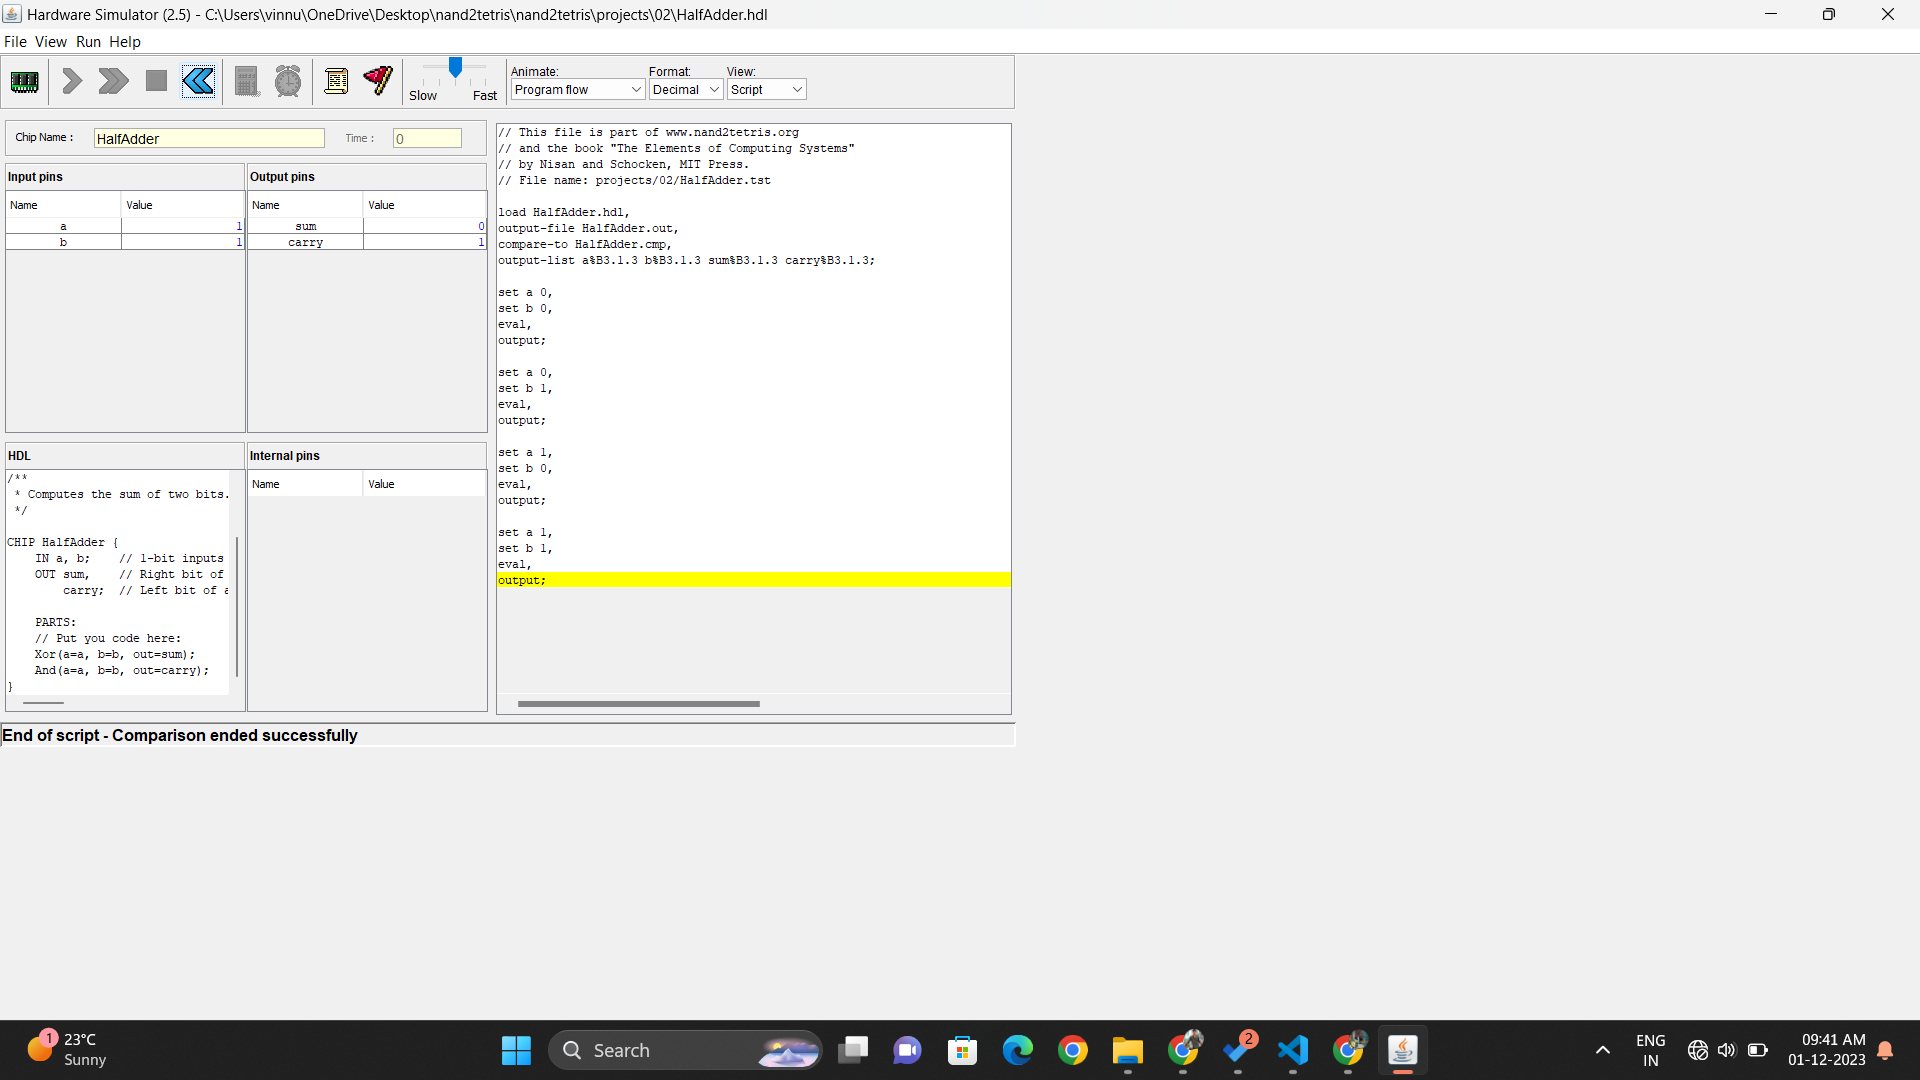 Hardware Simulator (2.5) - C:\Users\vinnu\OneDrive\Desktop\nand2tetris\nand2tetris\projects\02\HalfAdder.hdl
File View Run Help
Slow Fast
Animate: Format: View:
Program flow Decimal Script
Chip Name : HalfAdder Time : 0
Input pins
Name Value
a 1
b 1
Output pins
Name Value
sum 0
carry 1
HDL
/**
* Computes the sum of two bits.
*/
CHIP HalfAdder {
IN a, b; // 1-bit inputs
OUT sum, // Right bit of
carry; // Left bit of a
PARTS:
// Put you code here:
Xor(a=a, b=b, out=sum);
And(a=a, b=b, out=carry);
}
Internal pins
Name Value
// This file is part of www.nand2tetris.org
// and the book "The Elements of Computing Systems"
// by Nisan and Schocken, MIT Press.
// File name: projects/02/HalfAdder.tst
load HalfAdder.hdl,
output-file HalfAdder.out,
compare-to HalfAdder.cmp,
output-list a%B3.1.3 b%B3.1.3 sum%B3.1.3 carry%B3.1.3;
set a 0,
set b 0,
eval,
output;
set a 0,
set b 1,
eval,
output;
set a 1,
set b 0,
eval,
output;
set a 1,
set b 1,
eval,
output;
End of script - Comparison ended successfully
1
23°C
Sunny
Search
2
ENG
IN
09:41 AM
01-12-2023